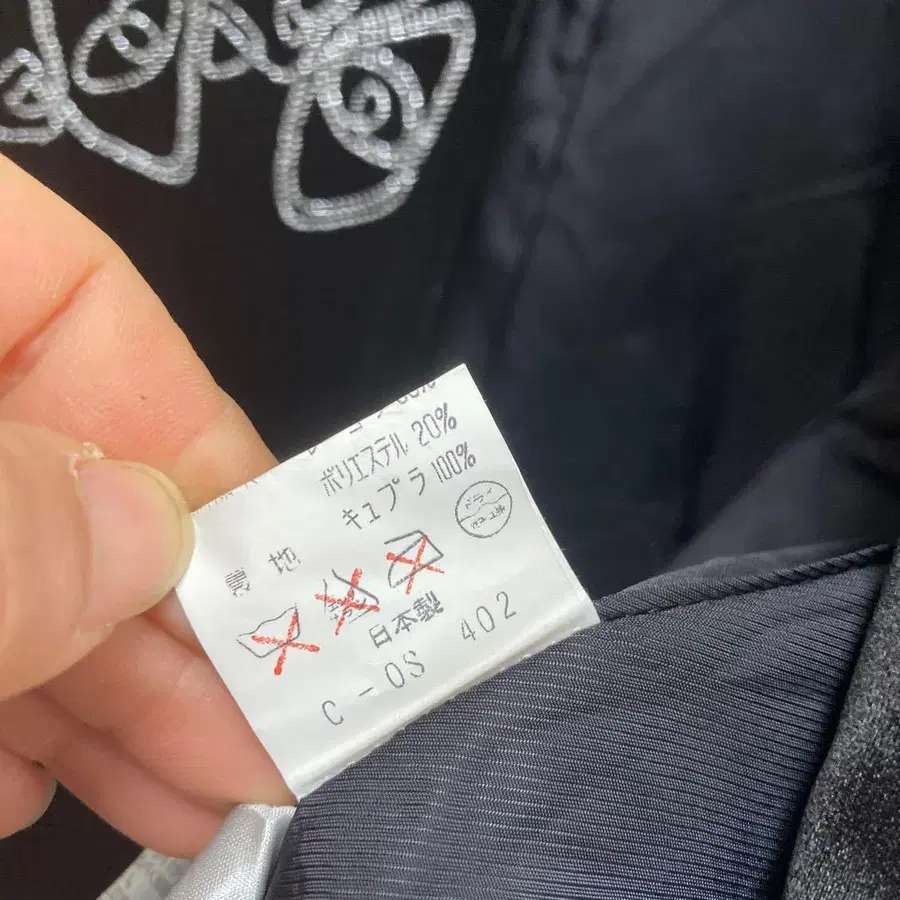 ポリエステル 20%
裏 地 キュプラ 100%
ドライ
日本製
C - OS 402